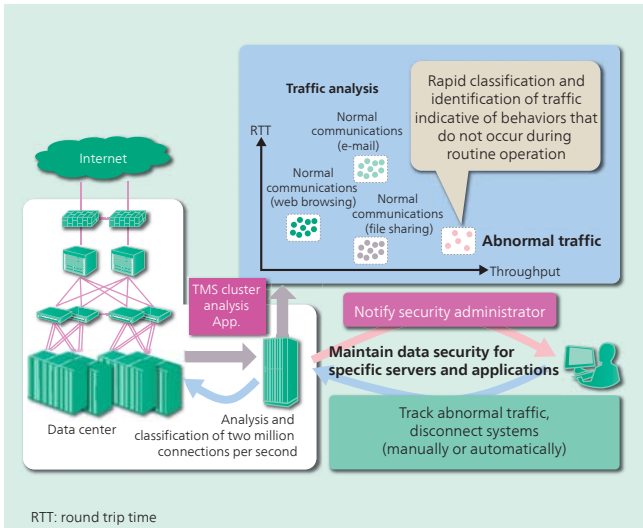 Traffic analysis
Rapid classification and
identification of traffic
indicative of behaviors that
do not occur during
routine operation
RTT
Normal
communications
(e-mail)
Normal
communications
(web browsing)
Normal
communications
(file sharing)
Abnormal traffic
Throughput
Internet
TMS cluster
analysis
App.
Notify security administrator
Maintain data security for
specific servers and applications
Data center
Analysis and
classification of two million
connections per second
Track abnormal traffic,
disconnect systems
(manually or automatically)
RTT: round trip time